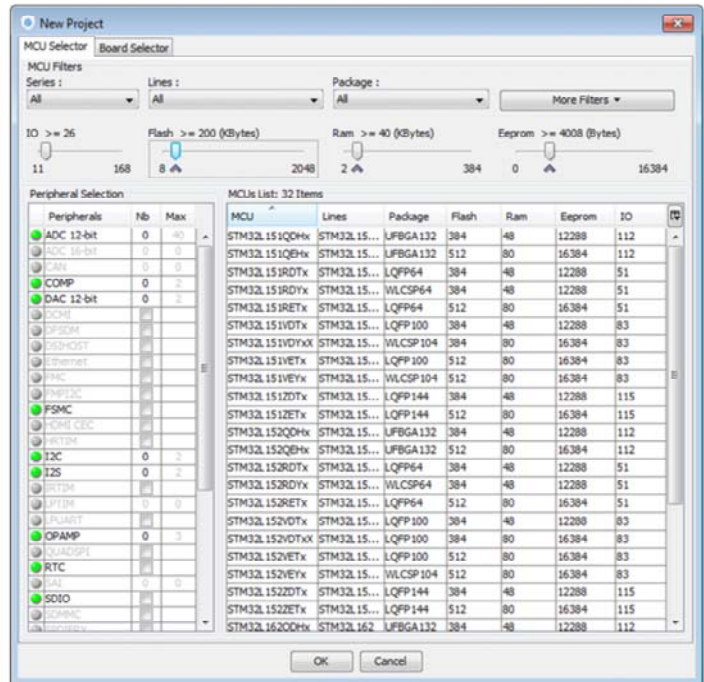 New Project
MCU Selector Board Selector
MCU Filters
Series : Lines : Package :
All All All More Filters
IO >= 26 Flash >= 200 (KBytes) Ram >= 40 (KBytes) Eeprom >= 4008 (Bytes)
11 168 8 2048 2 384 0 16384
Peripheral Selection MCUs List: 32 Items
Peripherals Nb Max MCU Lines Package Flash Ram Eeprom IO
ADC 12-bit 0 40 STM32L151QDHx STM32L15... UFBGA132 384 48 12288 112
ADC 16-bit 0 0 STM32L151QEHx STM32L15... UFBGA132 512 80 16384 112
CAN 0 0 STM32L151RDTx STM32L15... LQFP64 384 48 12288 51
COMP 0 2 STM32L151RDYx STM32L15... WLCSP64 384 48 12288 51
DAC 12-bit 0 2 STM32L151RETx STM32L15... LQFP64 512 80 16384 51
DCMI STM32L151VDTx STM32L15... LQFP100 384 48 12288 83
DFSDM STM32L151VDYxX STM32L15... WLCSP104 384 80 16384 83
DSIHOST STM32L151VETx STM32L15... LQFP100 512 80 16384 83
Ethernet STM32L151VEYx STM32L15... WLCSP104 512 80 16384 83
FMC STM32L151ZDTx STM32L15... LQFP144 384 48 12288 115
FMPI2C STM32L151ZETx STM32L15... LQFP144 512 80 16384 115
FSMC STM32L152QDHx STM32L15... UFBGA132 384 48 12288 112
HDMI CEC STM32L152QEHx STM32L15... UFBGA132 512 80 16384 112
HRTIM STM32L152RDTx STM32L15... LQFP64 384 48 12288 51
I2C 0 2 STM32L152RDYx STM32L15... WLCSP64 384 48 12288 51
I2S 0 2 STM32L152RETx STM32L15... LQFP64 512 80 16384 51
IRTIM STM32L152VDTx STM32L15... LQFP100 384 48 12288 83
LPTIM 0 0 STM32L152VDTxX STM32L15... LQFP100 384 80 16384 83
LPUART STM32L152VETx STM32L15... LQFP100 512 80 16384 83
OPAMP 0 3 STM32L152VEYx STM32L15... WLCSP104 512 80 16384 83
QUADSPI STM32L152ZDTx STM32L15... LQFP144 384 48 12288 115
RTC STM32L152ZETx STM32L15... LQFP144 512 80 16384 115
SAI 0 0 STM32L162QDHx STM32L162 UFBGA132 384 48 12288 112
SDIO
SDMMC
OK Cancel